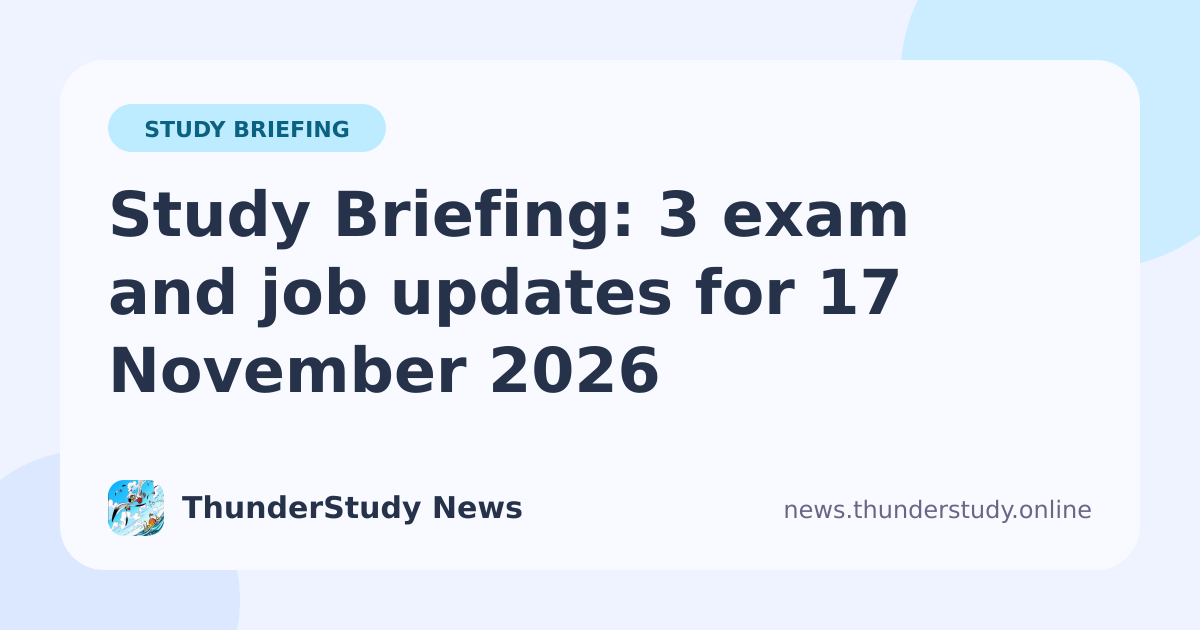 STUDY BRIEFING
Study Briefing: 3 exam
and job updates for 17
November 2026
ThunderStudy News
news.thunderstudy.online